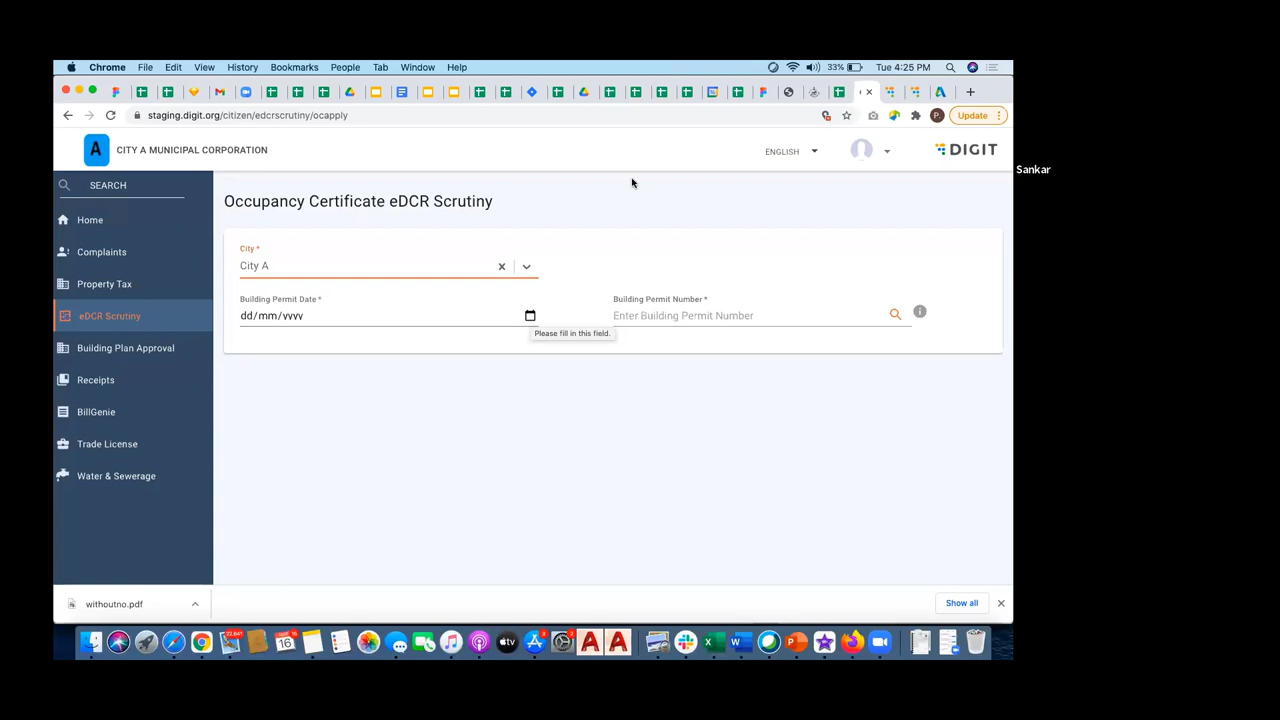 Chrome File Edit View History Bookmarks People Tab Window Help 33% Tue 4:25 PM
staging.digit.org/citizen/edcrscrutiny/ocapply Update
A CITY A MUNICIPAL CORPORATION ENGLISH DIGIT
Sankar
SEARCH
Home
Complaints
Property Tax
eDCR Scrutiny
Building Plan Approval
Receipts
BillGenie
Trade License
Water & Sewerage
Occupancy Certificate eDCR Scrutiny
City *
City A
Building Permit Date * Building Permit Number *
dd/mm/yyyy Enter Building Permit Number
Please fill in this field.
withoutno.pdf Show all